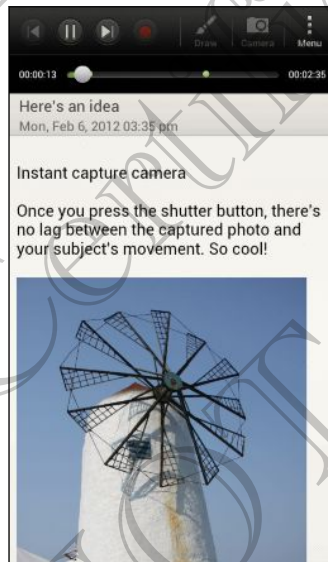 Draw
Camera
Menu
00:00:13
00:02:35
Here's an idea
Mon, Feb 6, 2012 03:35 pm
Instant capture camera
Once you press the shutter button, there's
no lag between the captured photo and
your subject's movement. So cool!